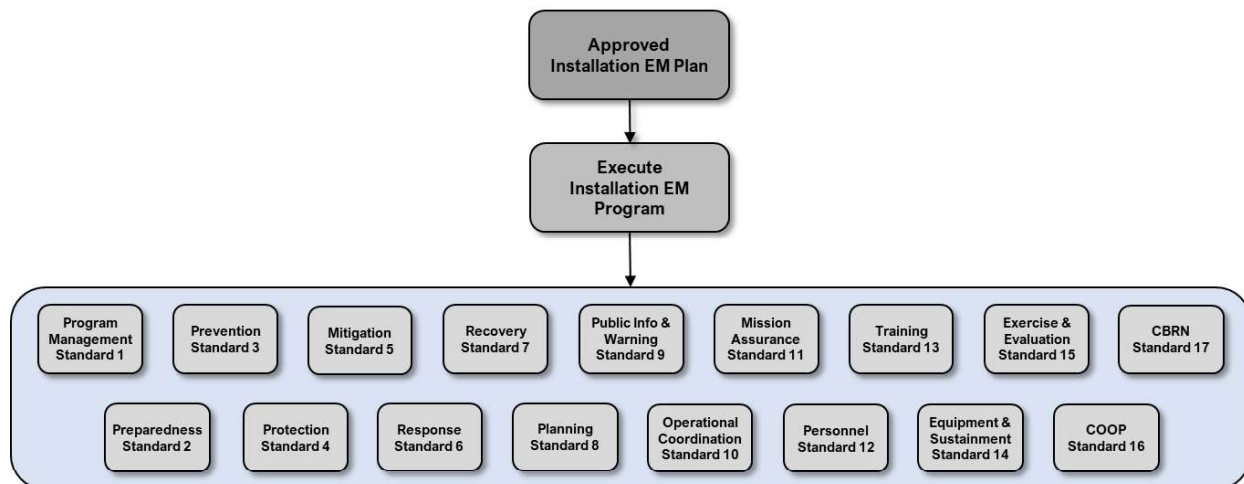 Approved
Installation EM Plan
Execute
Installation EM
Program
Program
Management
Standard 1
Prevention
Standard 3
Mitigation
Standard 5
Recovery
Standard 7
Public Info &
Warning
Standard 9
Mission
Assurance
Standard 11
Training
Standard 13
Exercise &
Evaluation
Standard 15
CBRN
Standard 17
Preparedness
Standard 2
Protection
Standard 4
Response
Standard 6
Planning
Standard 8
Operational
Coordination
Standard 10
Personnel
Standard 12
Equipment &
Sustainment
Standard 14
COOP
Standard 16